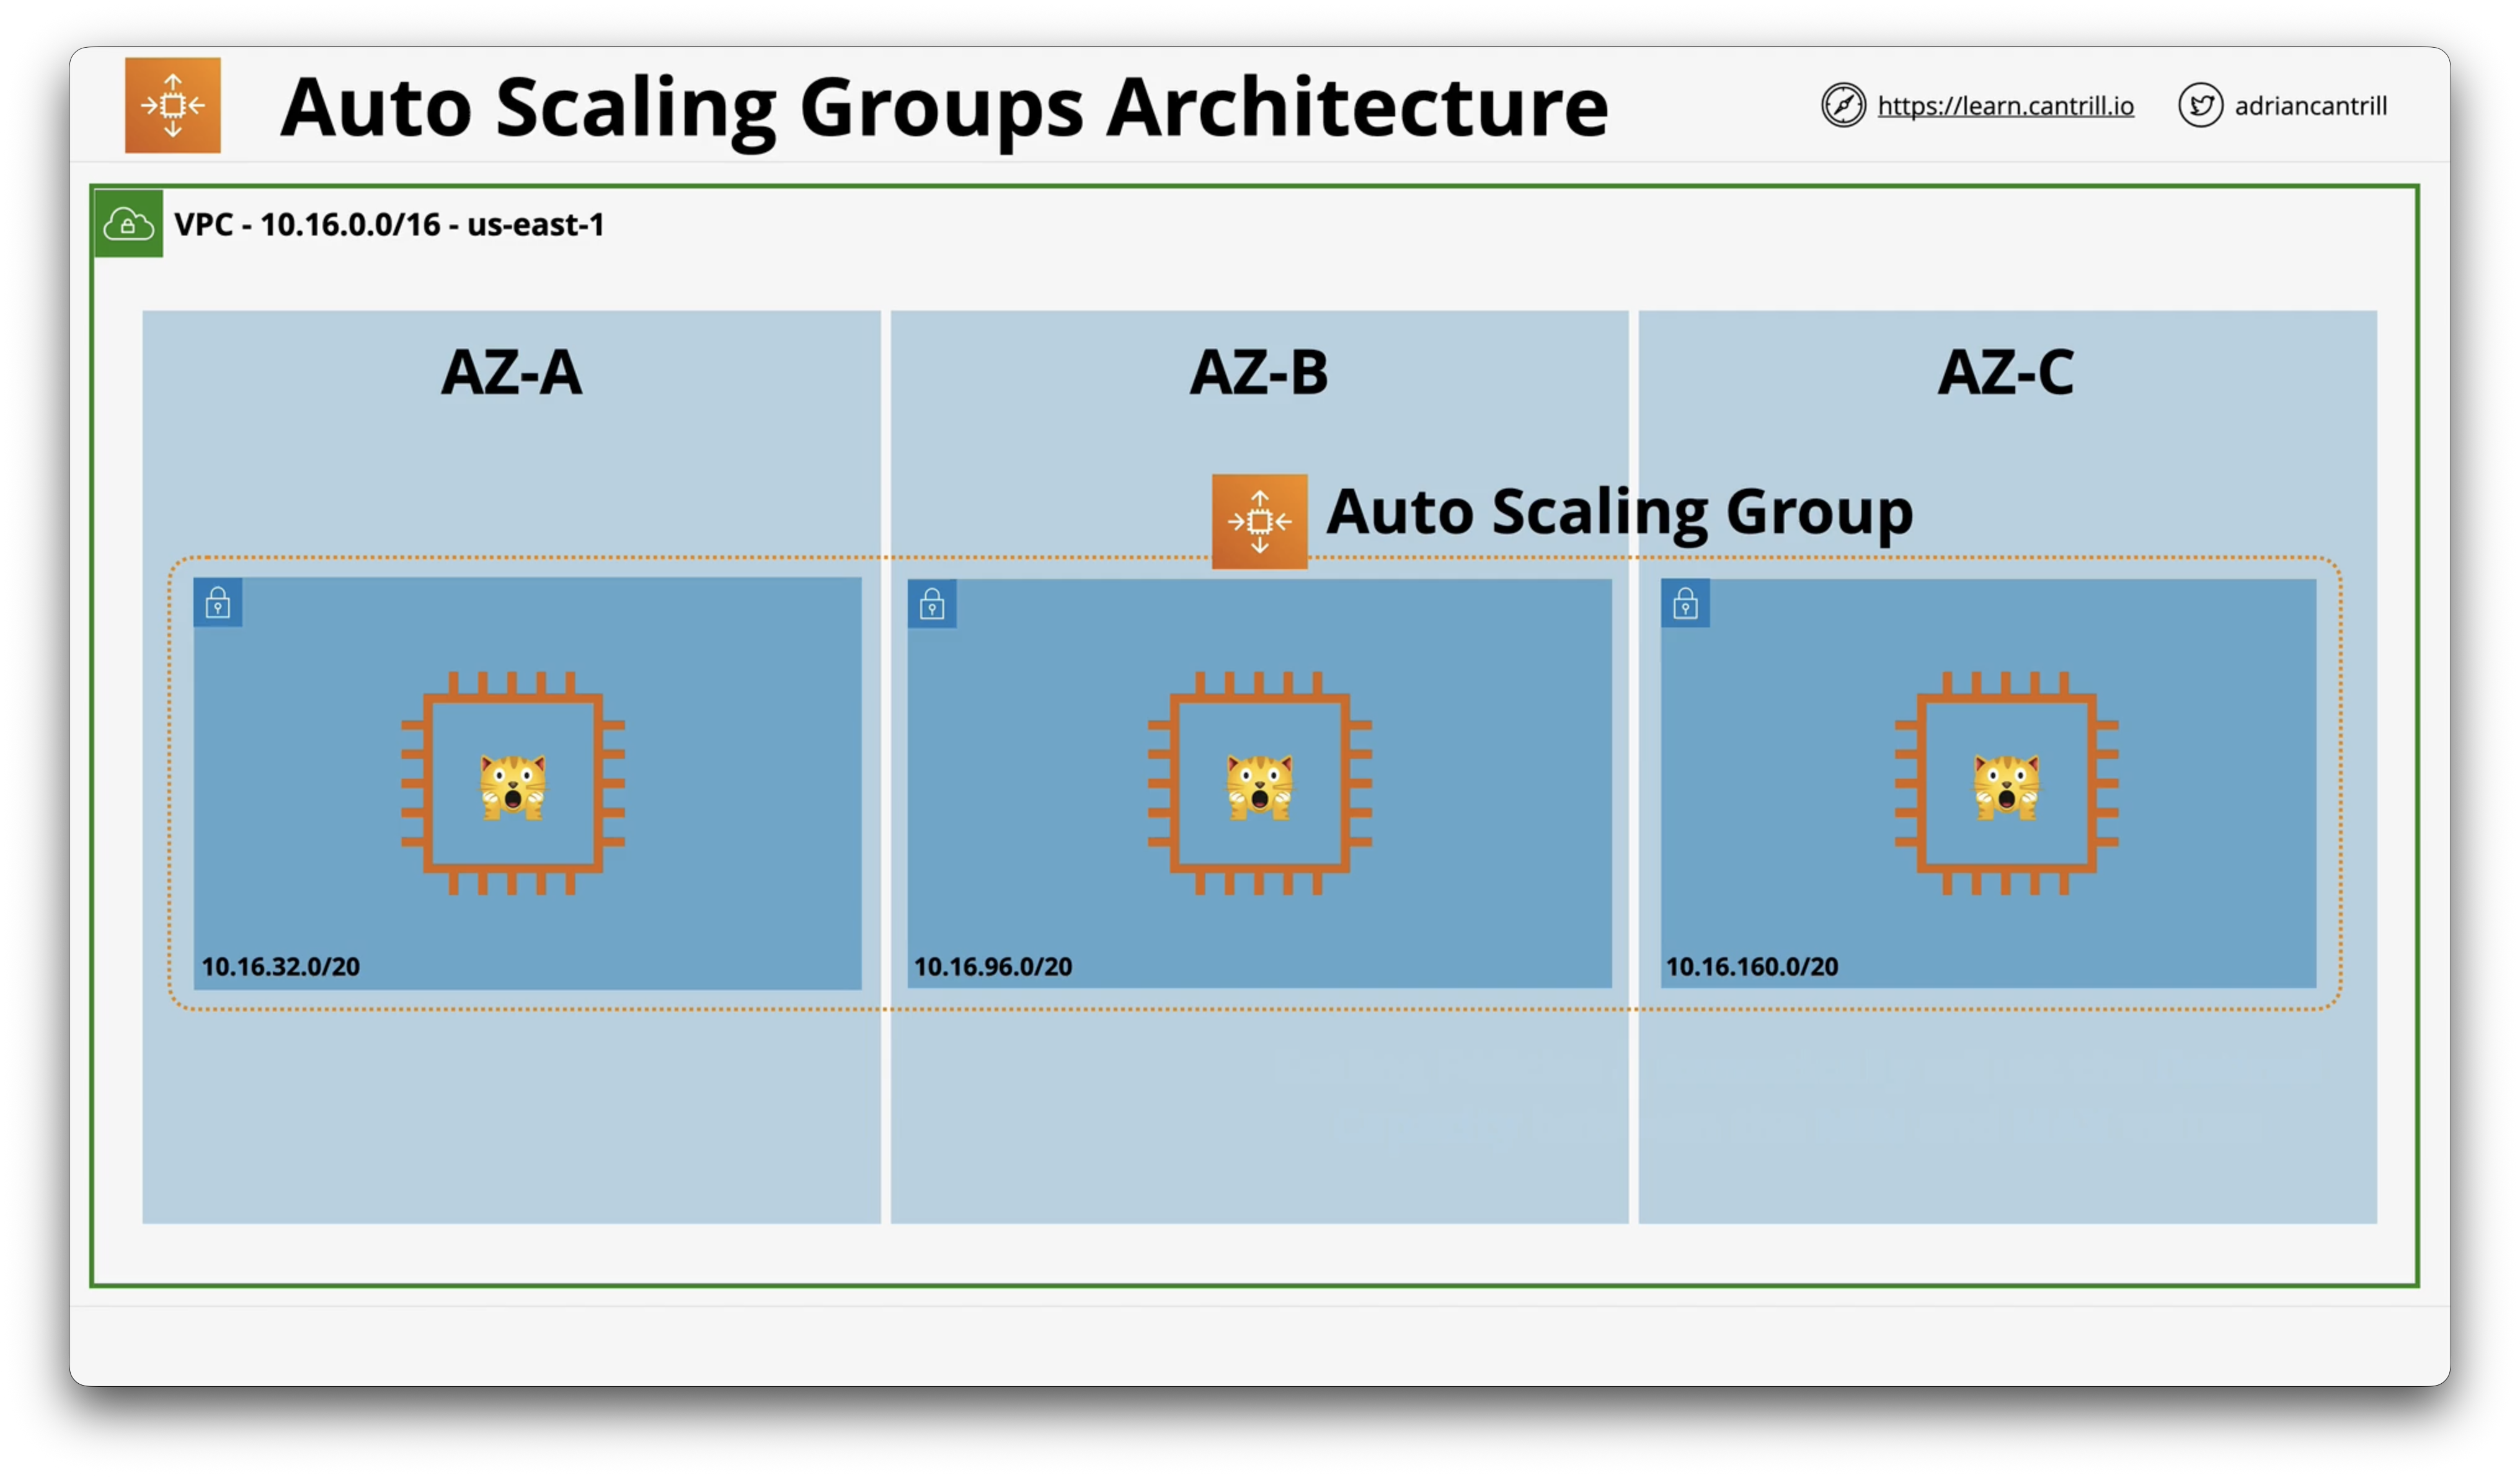 Auto Scaling Groups Architecture
https://learn.cantrill.io
adriancantrill
VPC - 10.16.0.0/16 - us-east-1
AZ-A
AZ-B
AZ-C
Auto Scaling Group
10.16.32.0/20
10.16.96.0/20
10.16.160.0/20